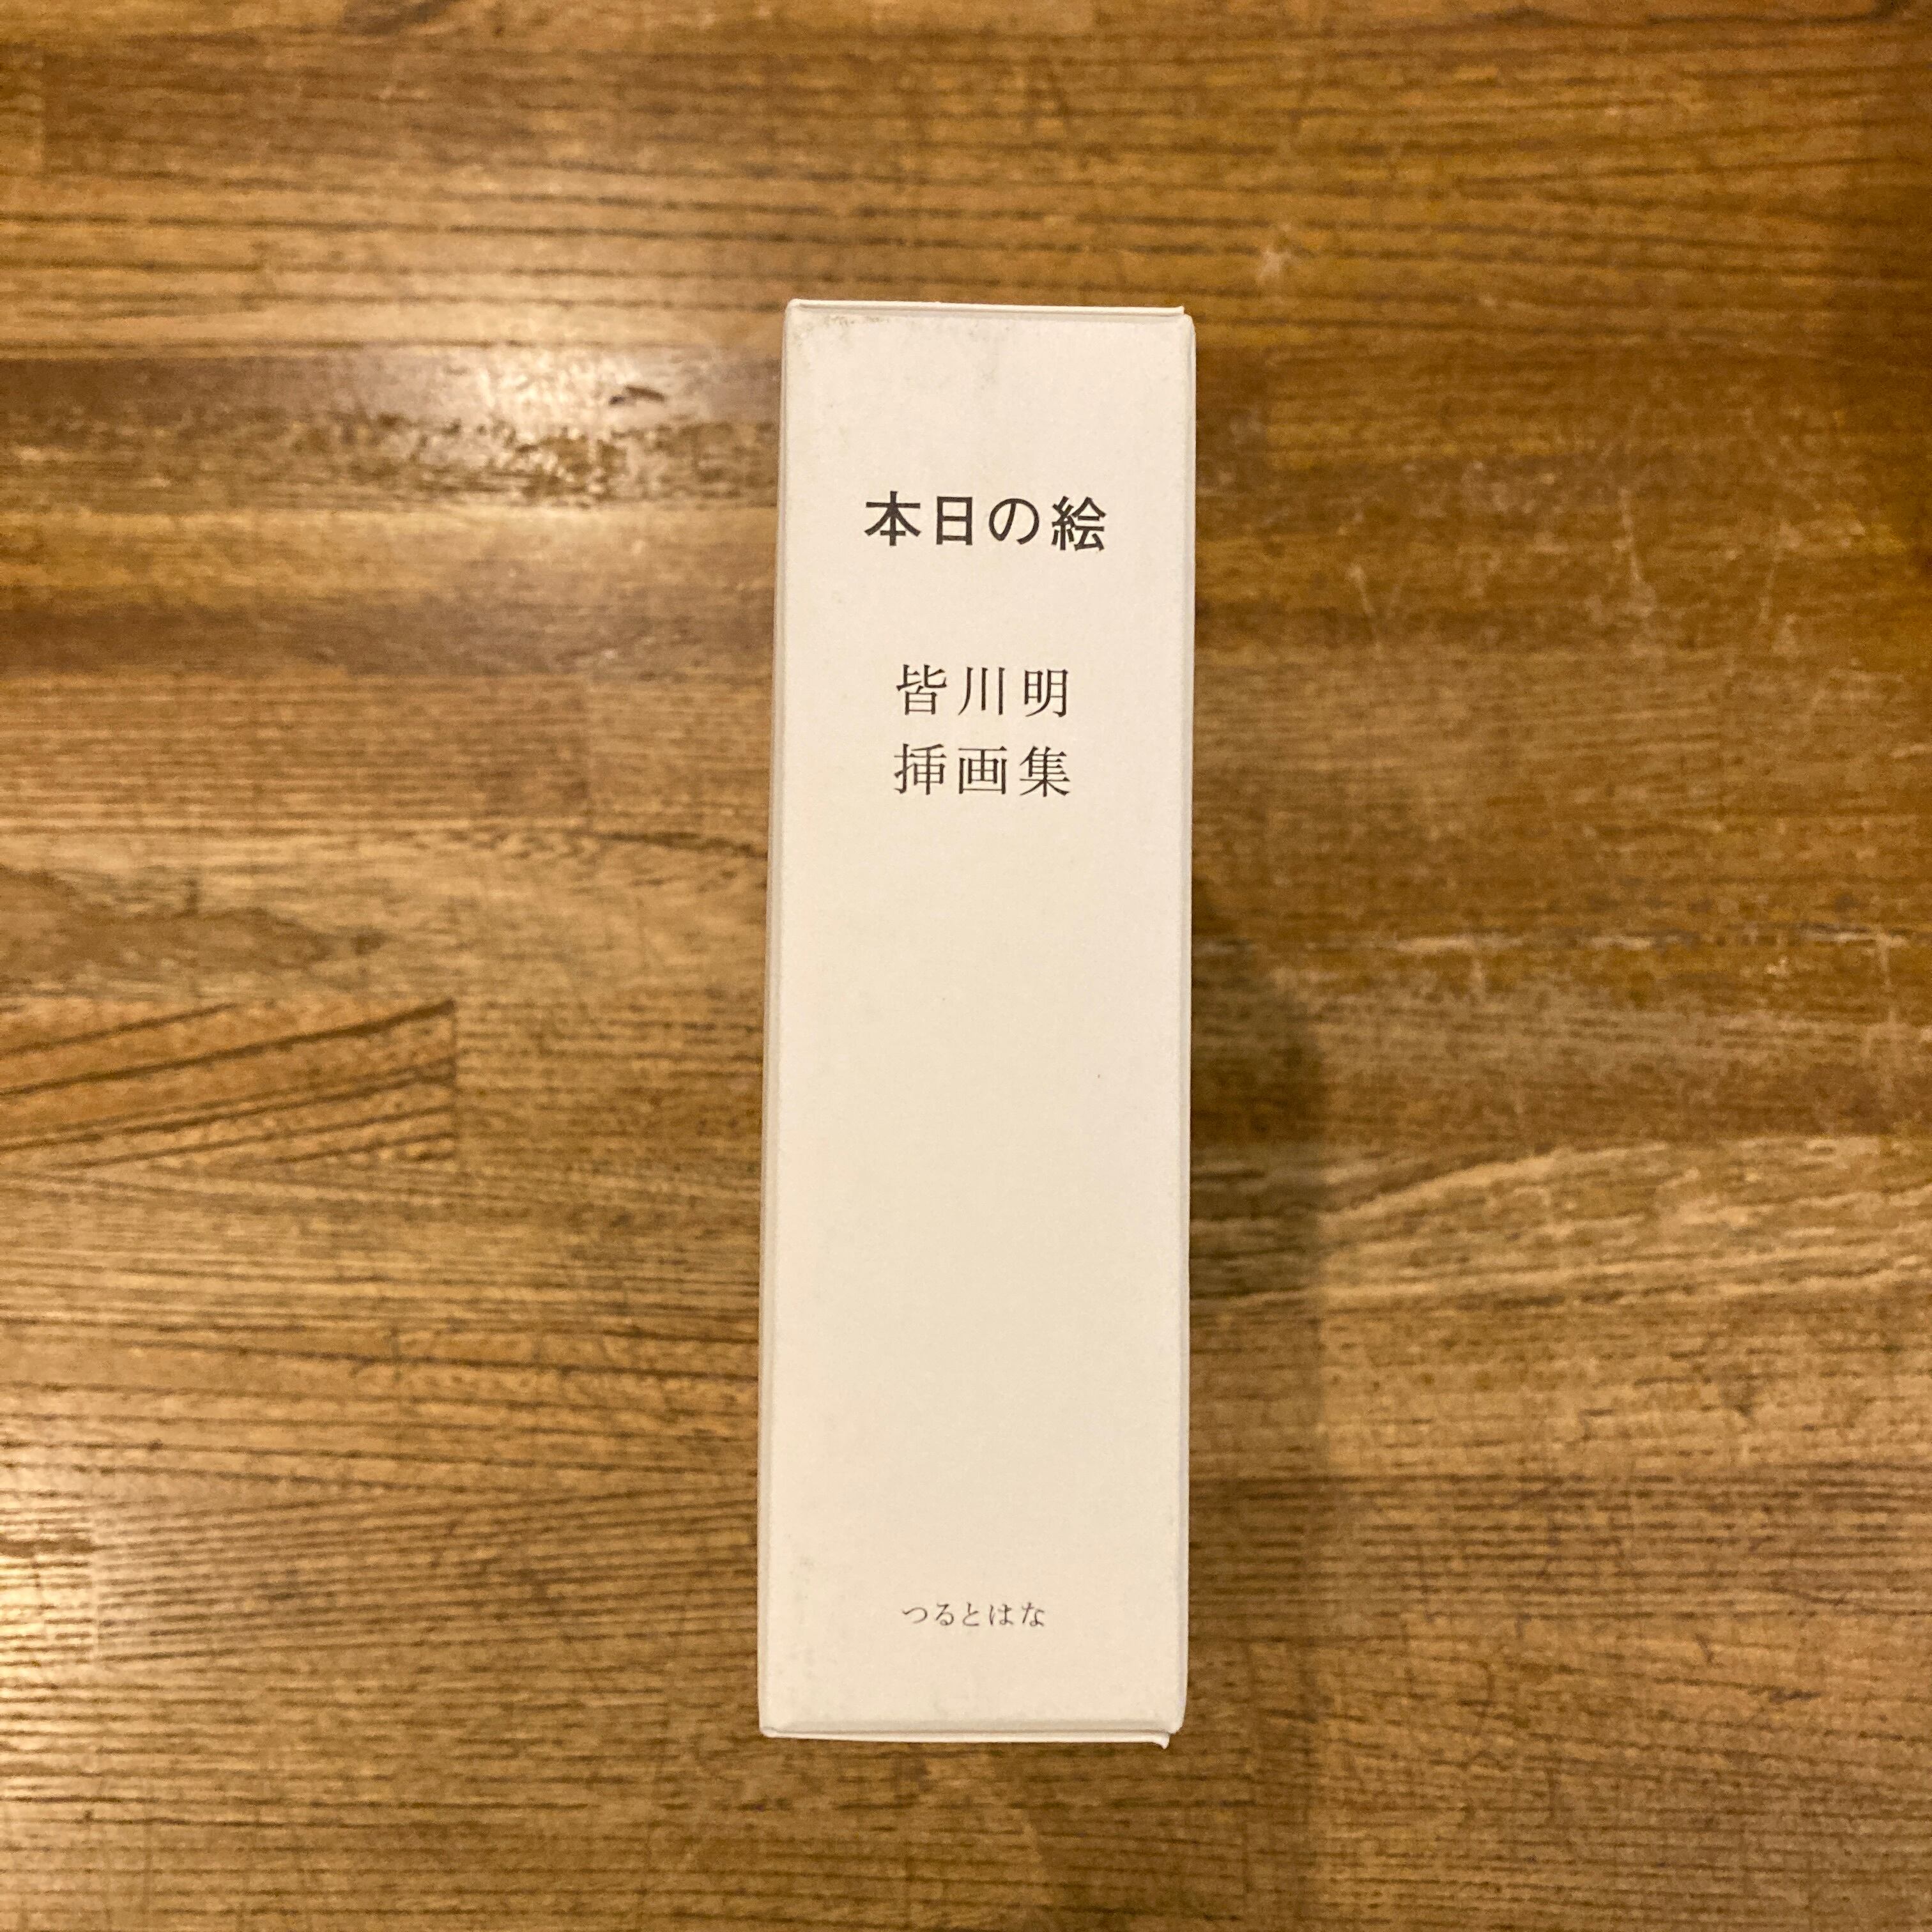 本日の絵
皆川明
挿画集
つるとはな